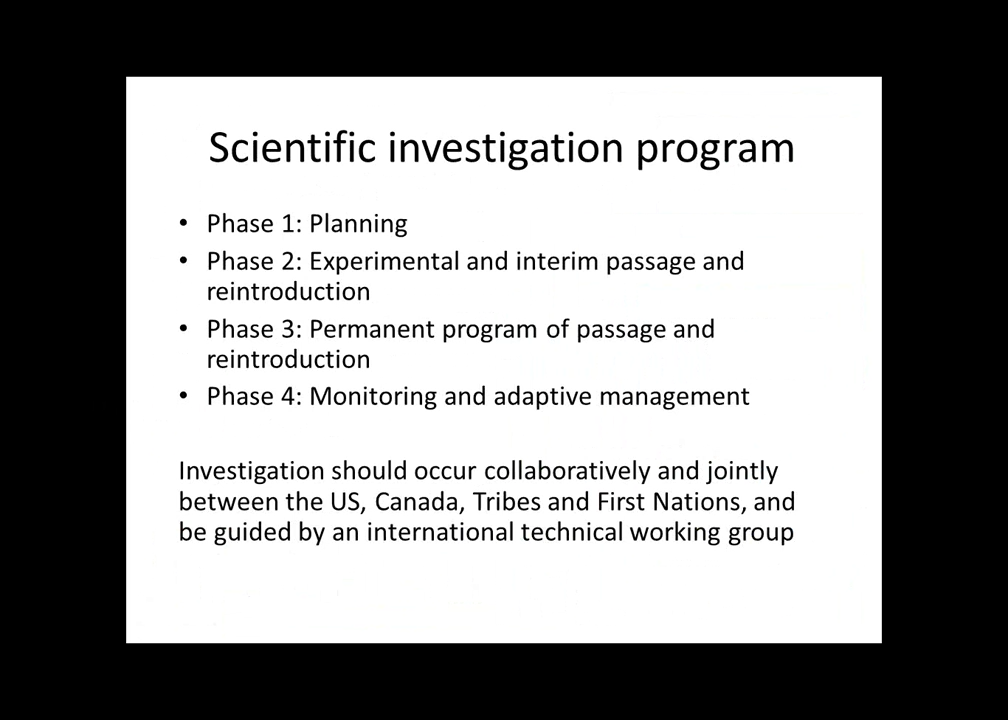 Scientific investigation program
• Phase 1: Planning
• Phase 2: Experimental and interim passage and
reintroduction
• Phase 3: Permanent program of passage and
reintroduction
• Phase 4: Monitoring and adaptive management
Investigation should occur collaboratively and jointly
between the US, Canada, Tribes and First Nations, and
be guided by an international technical working group